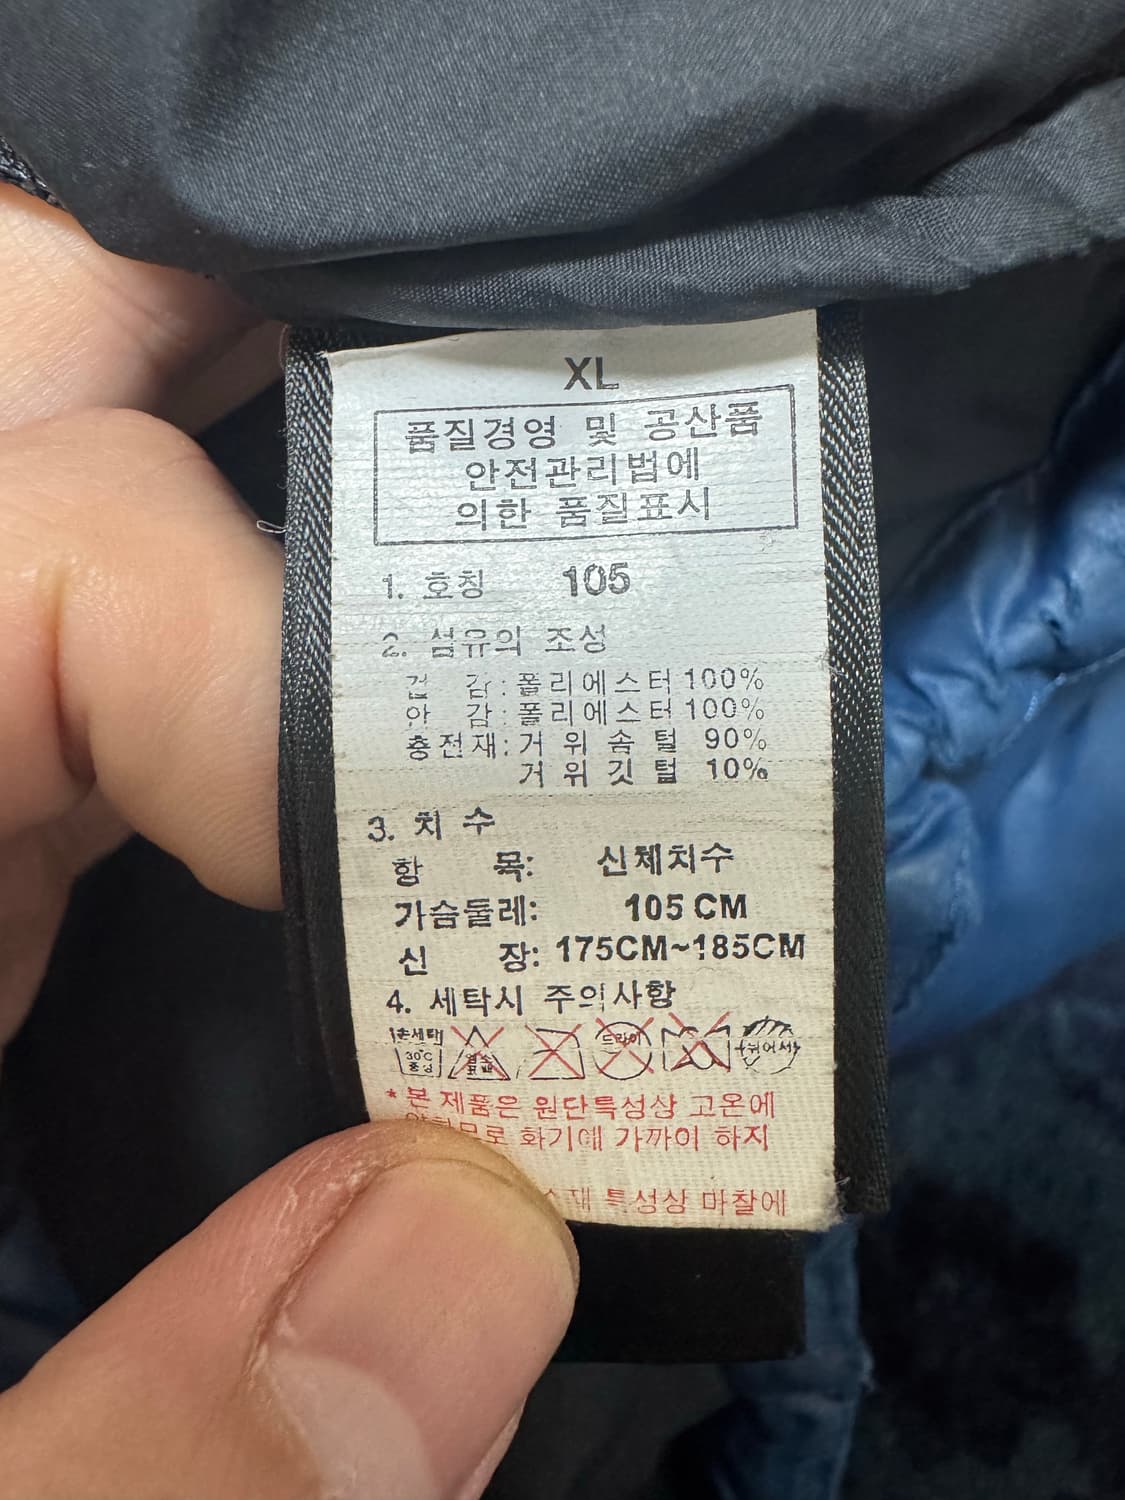 XL
품질경영 및 공산품
안전관리법에
의한 품질표시
1. 호칭 105
2. 섬유의 조성
겉 감: 폴리에스터 100%
안 감: 폴리에스터 100%
충전재: 거위솜털 90%
거위깃털 10%
3. 치 수
항 목: 신체치수
가슴둘레: 105 CM
신 장: 175CM~185CM
4. 세탁시 주의사항
손세탁
30°C
중성
염소
표백
드라이
뉘어서
* 본 제품은 원단특성상 고온에
화기에 가까이 하지
특성상 마찰에